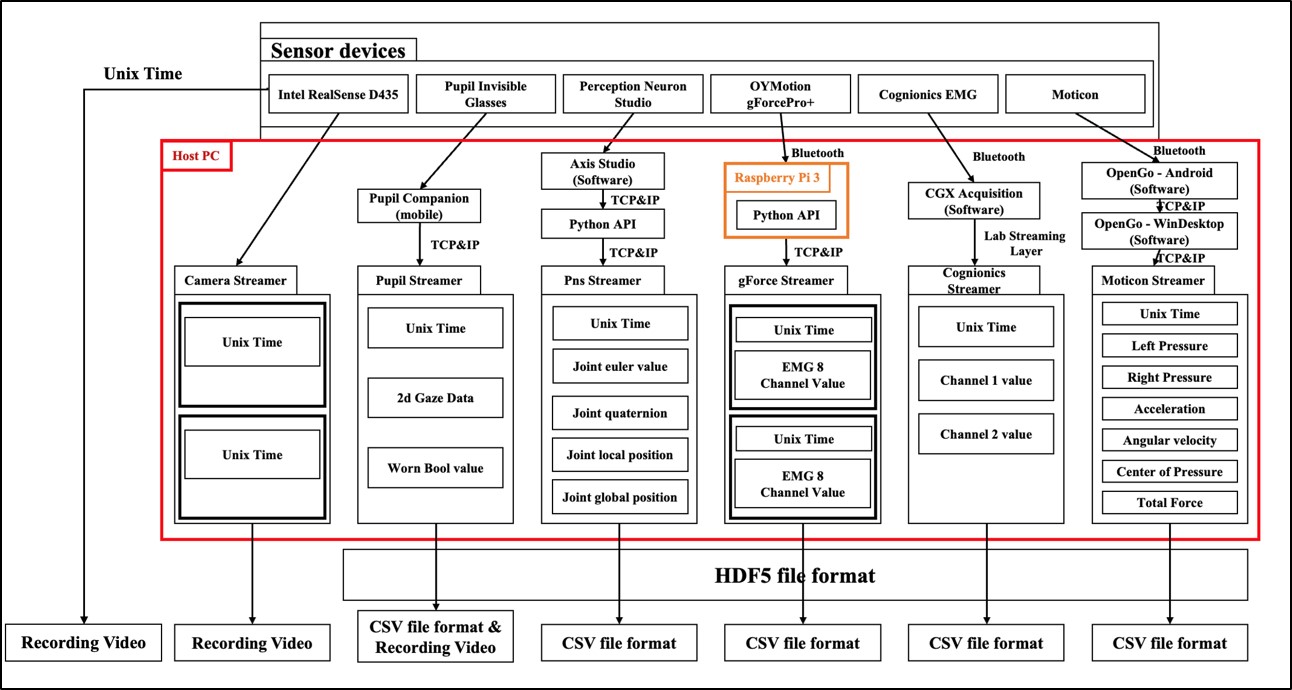 Sensor devices
Unix Time
Intel RealSense D435
Pupil Invisible
Glasses
Perception Neuron
Studio
OYMotion
gForcePro+
Cognionics EMG
Moticon
Host PC
Axis Studio
(Software)
TCP&IP
Python API
TCP&IP
Pupil Companion
(mobile)
TCP&IP
Bluetooth
Raspberry Pi 3
Python API
TCP&IP
Bluetooth
CGX Acquisition
(Software)
Lab Streaming
Layer
Bluetooth
OpenGo - Android
(Software)
TCP&IP
OpenGo - WinDesktop
(Software)
TCP&IP
Camera Streamer
Unix Time
Unix Time
Pupil Streamer
Unix Time
2d Gaze Data
Worn Bool value
Pns Streamer
Unix Time
Joint euler value
Joint quaternion
Joint local position
Joint global position
gForce Streamer
Unix Time
EMG 8
Channel Value
Unix Time
EMG 8
Channel Value
Cognionics
Streamer
Unix Time
Channel 1 value
Channel 2 value
Moticon Streamer
Unix Time
Left Pressure
Right Pressure
Acceleration
Angular velocity
Center of Pressure
Total Force
HDF5 file format
Recording Video
Recording Video
CSV file format &
Recording Video
CSV file format
CSV file format
CSV file format
CSV file format